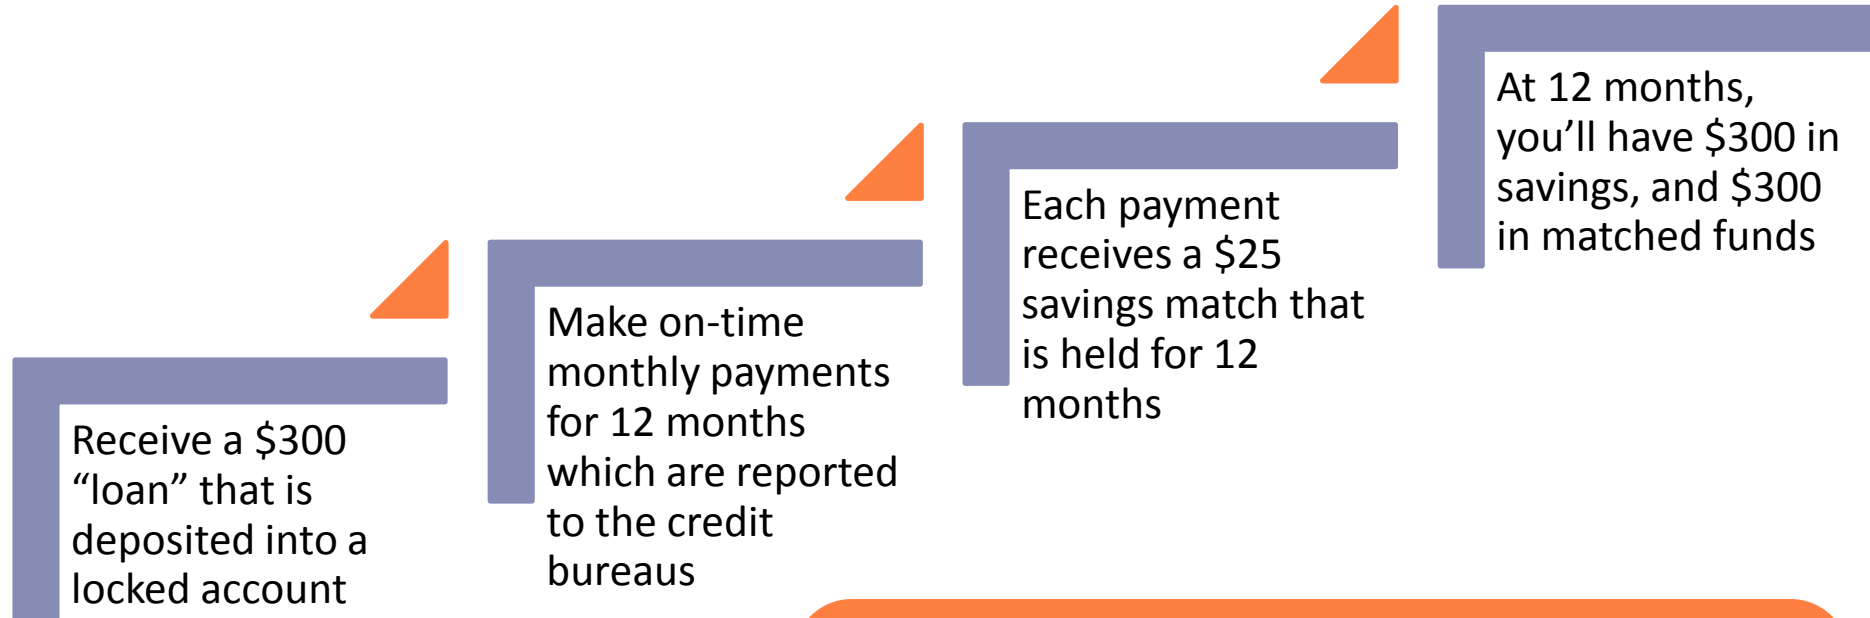 Receive a $300
“loan” that is
deposited into a
locked account
Make on-time
monthly payments
for 12 months
which are reported
to the credit
bureaus
Each payment
receives a $25
savings match that
is held for 12
months
At 12 months,
you’ll have $300 in
savings, and $300
in matched funds